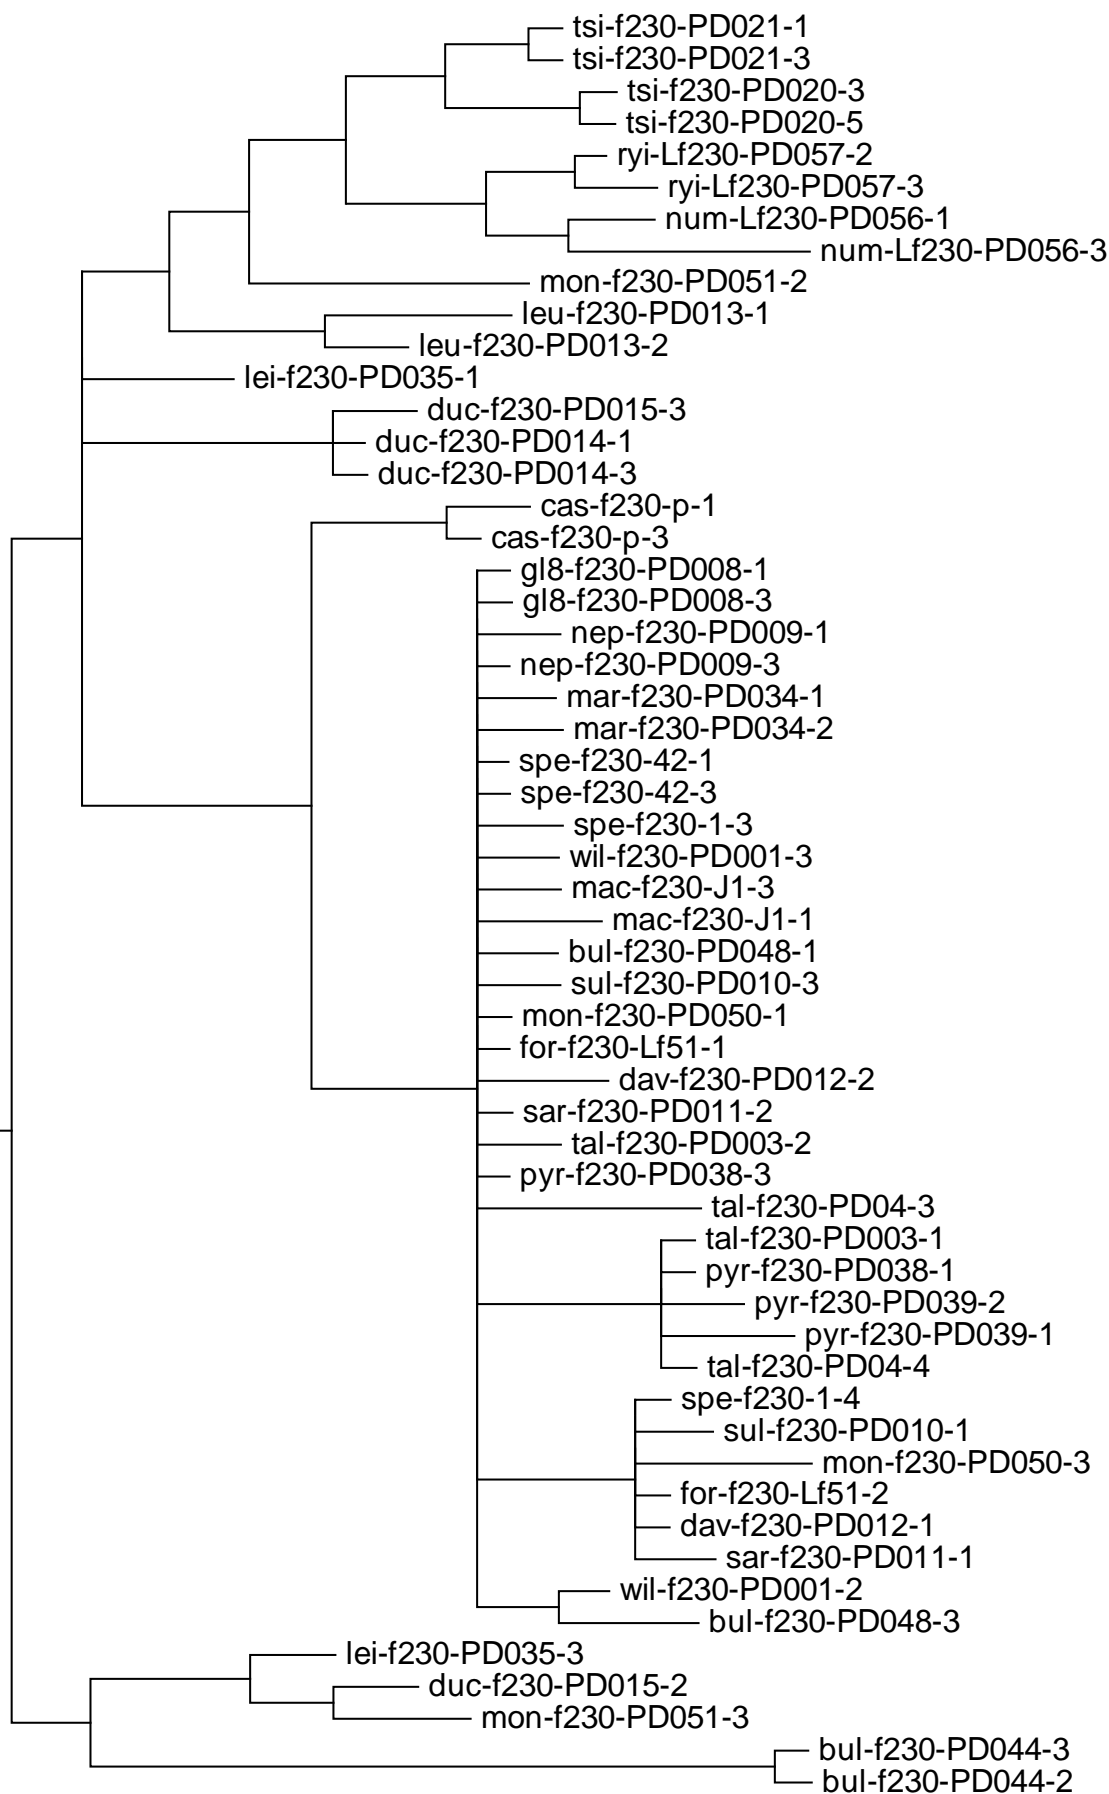 tsi-f230-PD021-1
tsi-f230-PD021-3
tsi-f230-PD020-3
tsi-f230-PD020-5
ryi-Lf230-PD057-2
ryi-Lf230-PD057-3
num-Lf230-PD056-1
num-Lf230-PD056-3
mon-f230-PD051-2
leu-f230-PD013-1
leu-f230-PD013-2
lei-f230-PD035-1
duc-f230-PD015-3
duc-f230-PD014-1
duc-f230-PD014-3
cas-f230-p-1
cas-f230-p-3
gl8-f230-PD008-1
gl8-f230-PD008-3
nep-f230-PD009-1
nep-f230-PD009-3
mar-f230-PD034-1
mar-f230-PD034-2
spe-f230-42-1
spe-f230-42-3
spe-f230-1-3
wil-f230-PD001-3
mac-f230-J1-3
mac-f230-J1-1
bul-f230-PD048-1
sul-f230-PD010-3
mon-f230-PD050-1
for-f230-Lf51-1
dav-f230-PD012-2
sar-f230-PD011-2
tal-f230-PD003-2
pyr-f230-PD038-3
tal-f230-PD04-3
tal-f230-PD003-1
pyr-f230-PD038-1
pyr-f230-PD039-2
pyr-f230-PD039-1
tal-f230-PD04-4
spe-f230-1-4
sul-f230-PD010-1
mon-f230-PD050-3
for-f230-Lf51-2
dav-f230-PD012-1
sar-f230-PD011-1
wil-f230-PD001-2
bul-f230-PD048-3
lei-f230-PD035-3
duc-f230-PD015-2
mon-f230-PD051-3
bul-f230-PD044-3
bul-f230-PD044-2